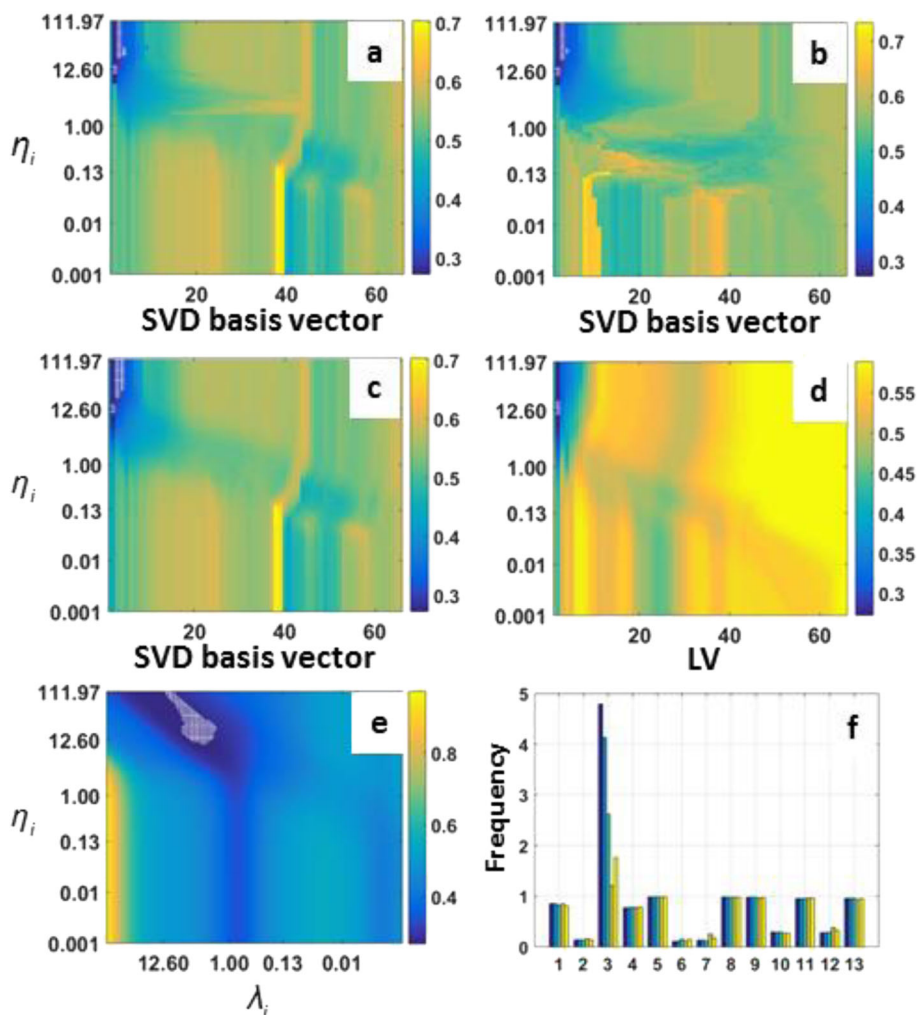 a
111.97
12.60
1.00
0.13
0.01
0.001
η_i
20 40 60
SVD basis vector
0.7
0.6
0.5
0.4
0.3
b
111.97
12.60
1.00
0.13
0.01
0.001
20 40 60
SVD basis vector
0.7
0.6
0.5
0.4
0.3
c
111.97
12.60
1.00
0.13
0.01
0.001
η_i
20 40 60
SVD basis vector
0.7
0.6
0.5
0.4
0.3
d
111.97
12.60
1.00
0.13
0.01
0.001
20 40 60
LV
0.55
0.5
0.45
0.4
0.35
0.3
e
111.97
12.60
1.00
0.13
0.01
0.001
η_i
12.60 1.00 0.13 0.01
λ_i
0.8
0.6
0.4
f
Frequency
5
4
3
2
1
0
1 2 3 4 5 6 7 8 9 10 11 12 13